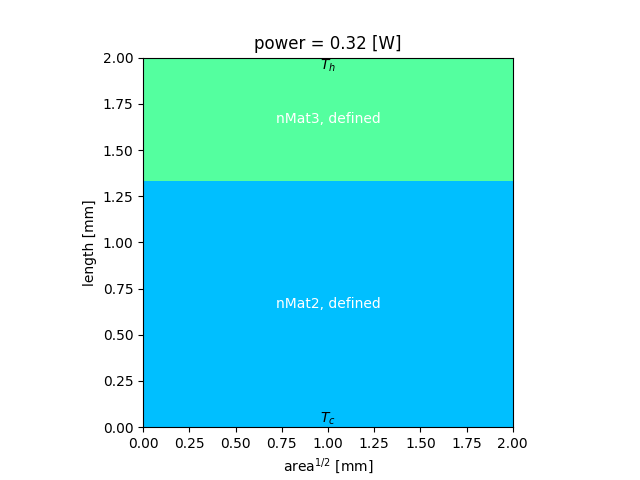 power = 0.32 [W]
2.00
T_h
1.75
nMat3, defined
1.50
1.25
length [mm]
1.00
0.75
nMat2, defined
0.50
0.25
T_c
0.00
0.00 0.25 0.50 0.75 1.00 1.25 1.50 1.75 2.00
area^{1/2} [mm]